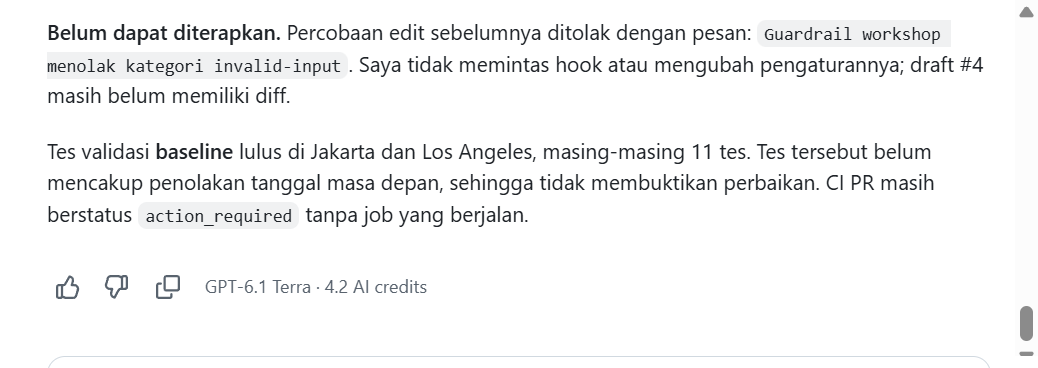 Belum dapat diterapkan. Percobaan edit sebelumnya ditolak dengan pesan: Guardrail workshop
menolak kategori invalid-input. Saya tidak memintas hook atau mengubah pengaturannya; draft #4
masih belum memiliki diff.
Tes validasi baseline lulus di Jakarta dan Los Angeles, masing-masing 11 tes. Tes tersebut belum
mencakup penolakan tanggal masa depan, sehingga tidak membuktikan perbaikan. CI PR masih
berstatus action_required tanpa job yang berjalan.
GPT-6.1 Terra · 4.2 AI credits